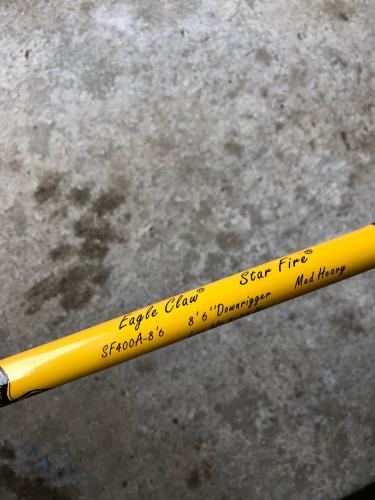 Eagle Claw® Star Fire®
SF400A-8'6 8'6"Downrigger Med Heavy